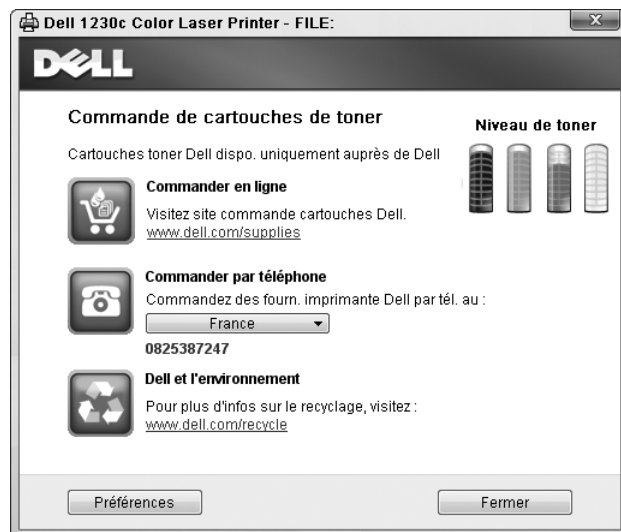 Dell 1230c Color Laser Printer - FILE:
DELL
Commande de cartouches de toner
Niveau de toner
Cartouches toner Dell dispo. uniquement auprès de Dell
Commander en ligne
Visitez site commande cartouches Dell.
www.dell.com/supplies
Commander par téléphone
Commandez des fourn. imprimante Dell par tél. au :
France
0825387247
Dell et l'environnement
Pour plus d'infos sur le recyclage, visitez :
www.dell.com/recycle
Préférences
Fermer